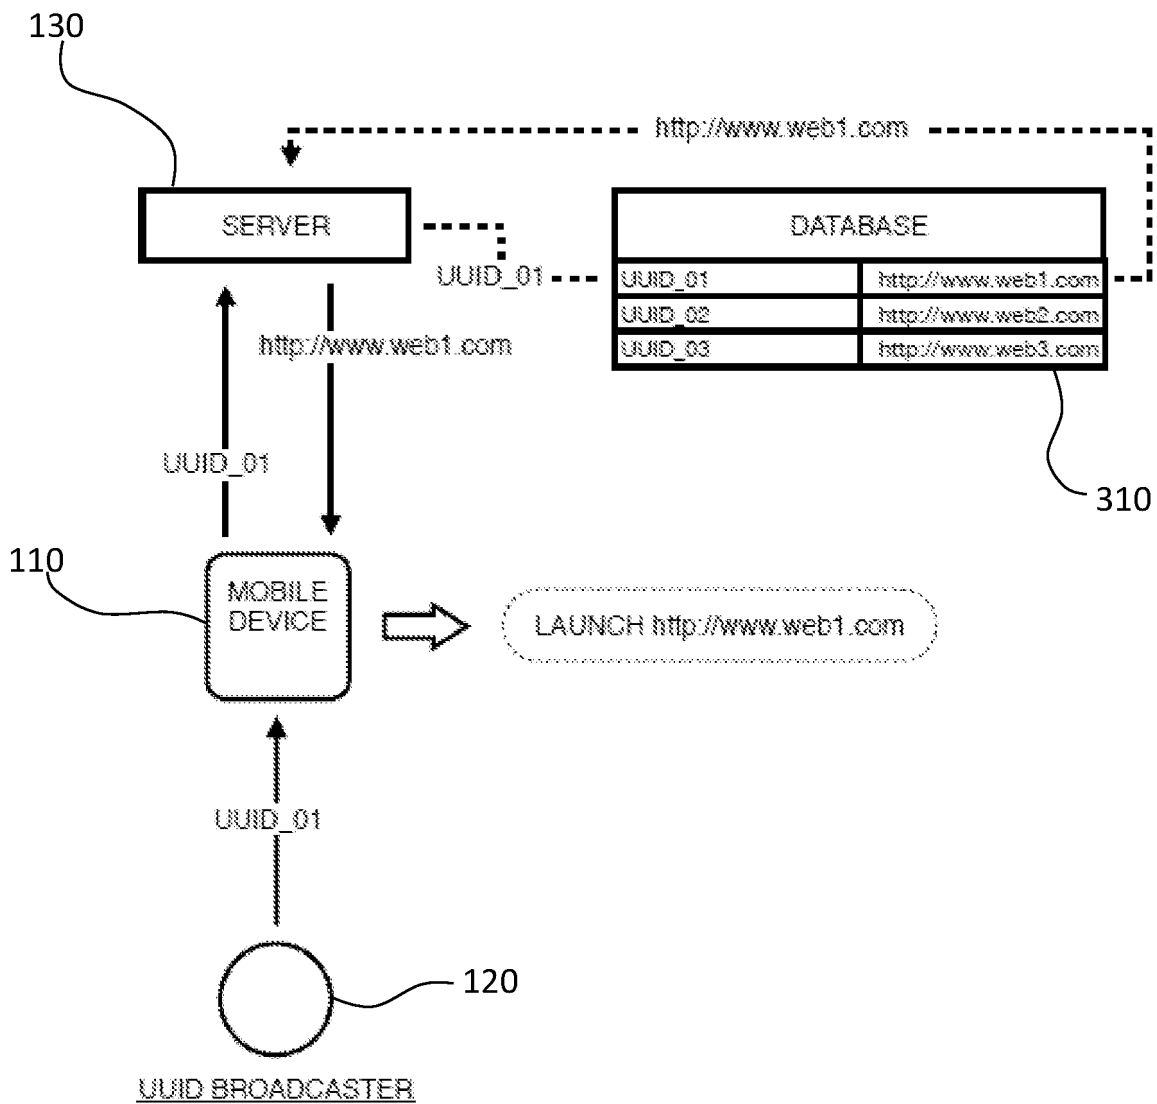 130
http://www.web1.com
SERVER
DATABASE
UUID_01
UUID_01 http://www.web1.com
UUID_02 http://www.web2.com
UUID_03 http://www.web3.com
http://www.web1.com
UUID_01
310
110
MOBILE
DEVICE
LAUNCH http://www.web1.com
UUID_01
120
UUID BROADCASTER